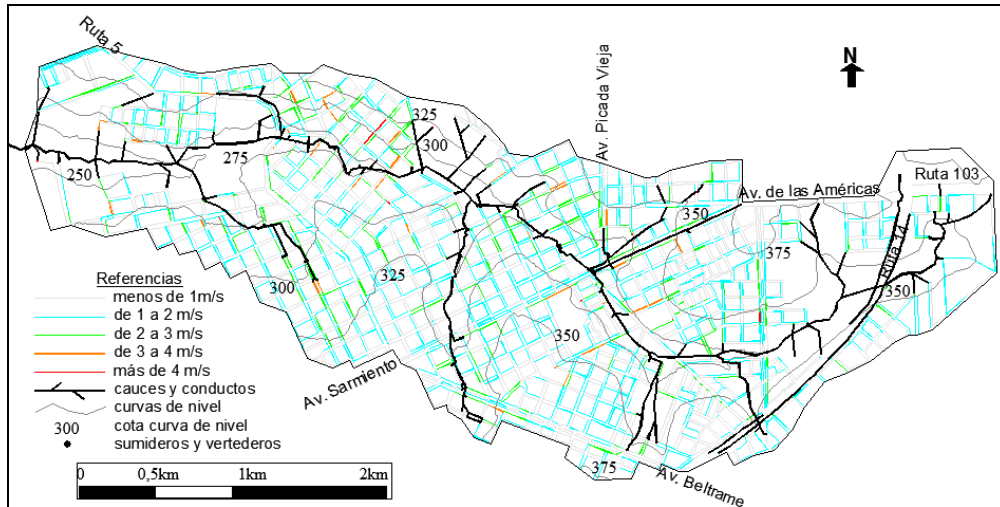 Ruta 5
Av. Picada Vieja
N
325
300
275
250
Av. de las Américas
Ruta 103
350
375
Ruta 14
350
325
300
350
Av. Sarmiento
375
Av. Beltrame
Referencias
menos de 1m/s
de 1 a 2 m/s
de 2 a 3 m/s
de 3 a 4 m/s
más de 4 m/s
cauces y conductos
curvas de nivel
300 cota curva de nivel
sumideros y vertederos
0 0,5km 1km 2km